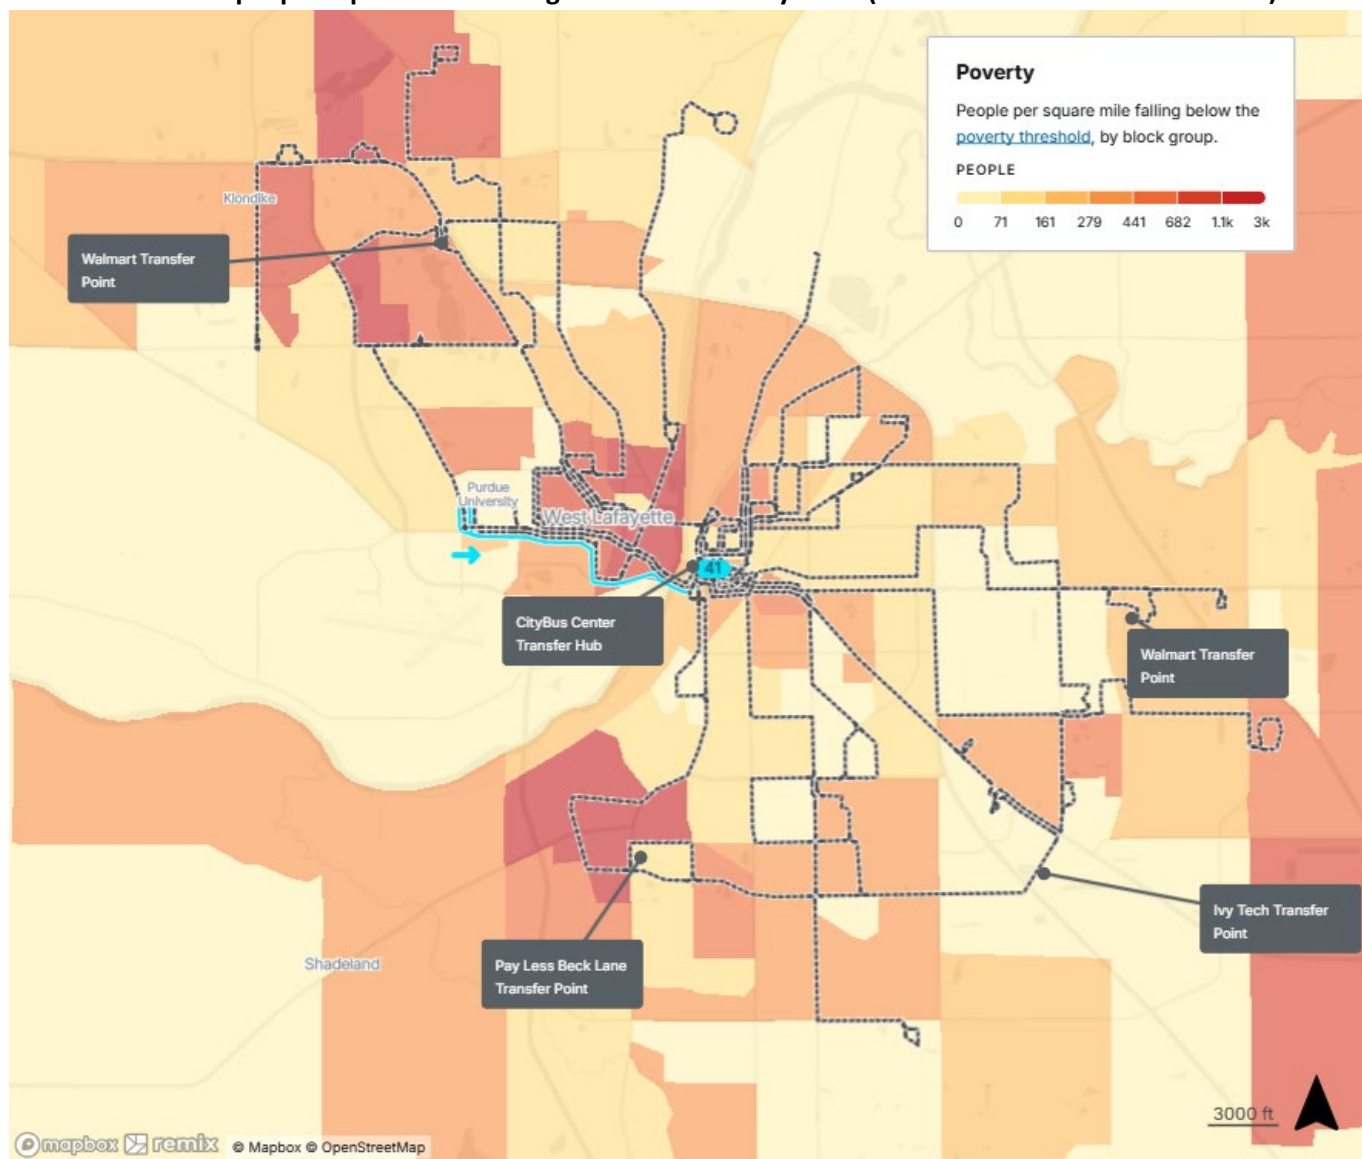 Poverty
People per square mile falling below the
poverty threshold, by block group.
PEOPLE
0 71 161 279 441 682 1.1k 3k
Klondike
Walmart Transfer
Point
Purdue
University
West Lafayette
41
CityBus Center
Transfer Hub
Walmart Transfer
Point
Ivy Tech Transfer
Point
Pay Less Beck Lane
Transfer Point
Shadeland
3000 ft
mapbox remix © Mapbox © OpenStreetMap